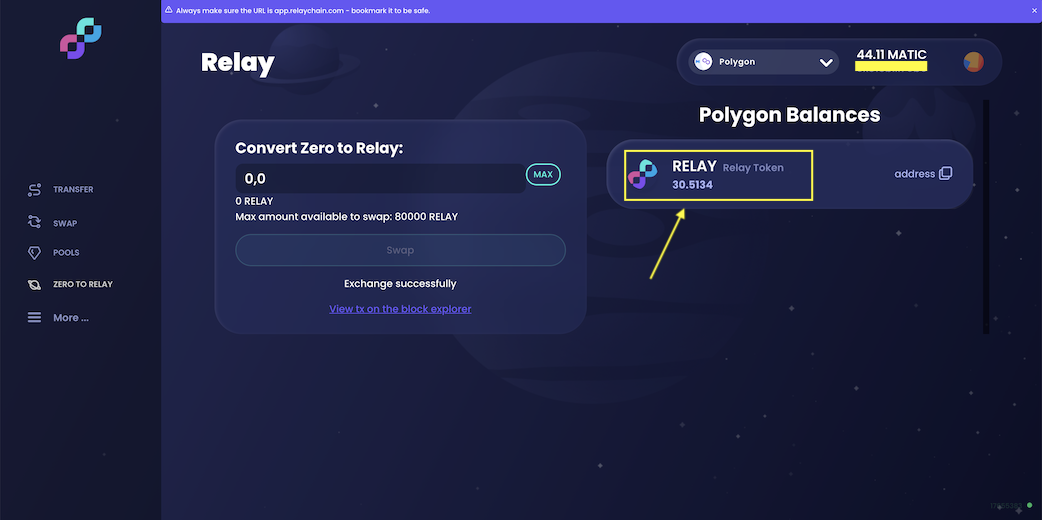 Always make sure the URL is app.relaychain.com - bookmark it to be safe.
Relay
Polygon
44.11 MATIC
Polygon Balances
Convert Zero to Relay:
0,0
MAX
0 RELAY
Max amount available to swap: 80000 RELAY
Swap
Exchange successfully
View tx on the block explorer
RELAY Relay Token
30.5134
address
TRANSFER
SWAP
POOLS
ZERO TO RELAY
More ...